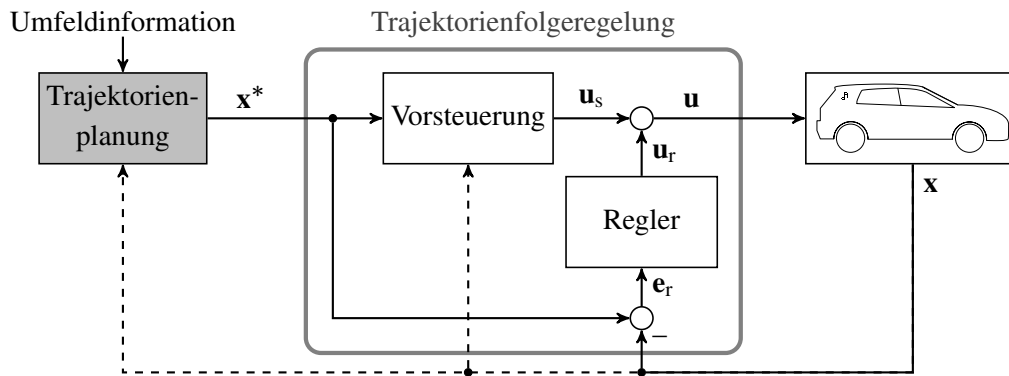 Umfeldinformation
Trajektorienfolgeregelung
Trajektorien-
planung
x*
Vorsteuerung
u_s
u
u_r
x
Regler
e_r
−